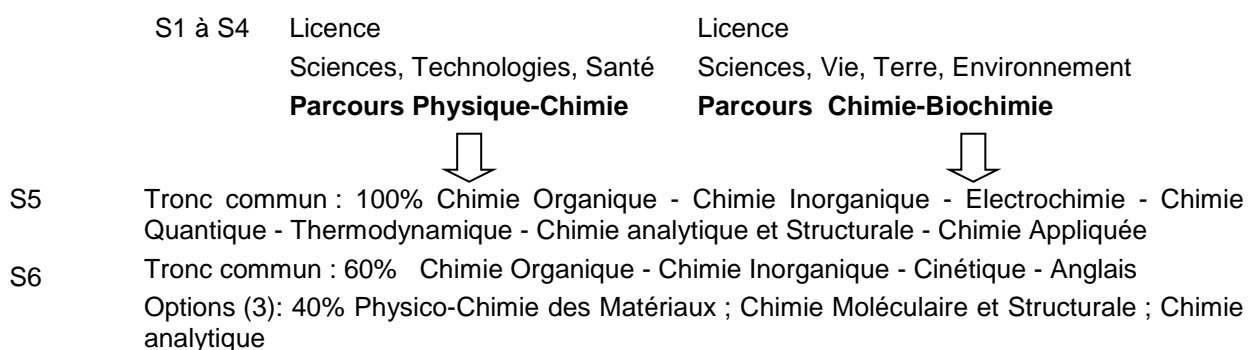 S1 à S4 Licence Licence
Sciences, Technologies, Santé Sciences, Vie, Terre, Environnement
Parcours Physique-Chimie Parcours Chimie-Biochimie
S5 Tronc commun : 100% Chimie Organique - Chimie Inorganique - Electrochimie - Chimie
Quantique - Thermodynamique - Chimie analytique et Structurale - Chimie Appliquée
S6 Tronc commun : 60% Chimie Organique - Chimie Inorganique - Cinétique - Anglais
Options (3): 40% Physico-Chimie des Matériaux ; Chimie Moléculaire et Structurale ; Chimie
analytique